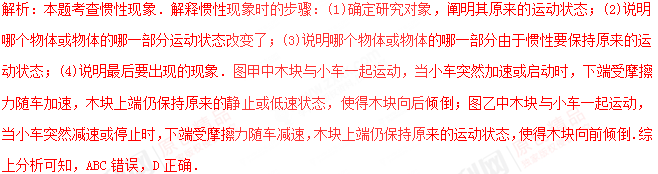 解析：本题考查惯性现象．解释惯性现象时的步骤：(1)确定研究对象，阐明其原来的运动状态；(2)说明
哪个物体或物体的哪一部分运动状态改变了；(3)说明哪个物体或物体的哪一部分由于惯性要保持原来的运
动状态；(4)说明最后要出现的现象．图甲中木块与小车一起运动，当小车突然加速或启动时，下端受摩擦
力随车加速，木块上端仍保持原来的静止或低速状态，使得木块向后倾倒；图乙中木块与小车一起运动，
当小车突然减速或停止时，下端受摩擦力随车减速，木块上端仍保持原来的运动状态，使得木块向前倾倒．综
上分析可知，ABC错误，D正确．